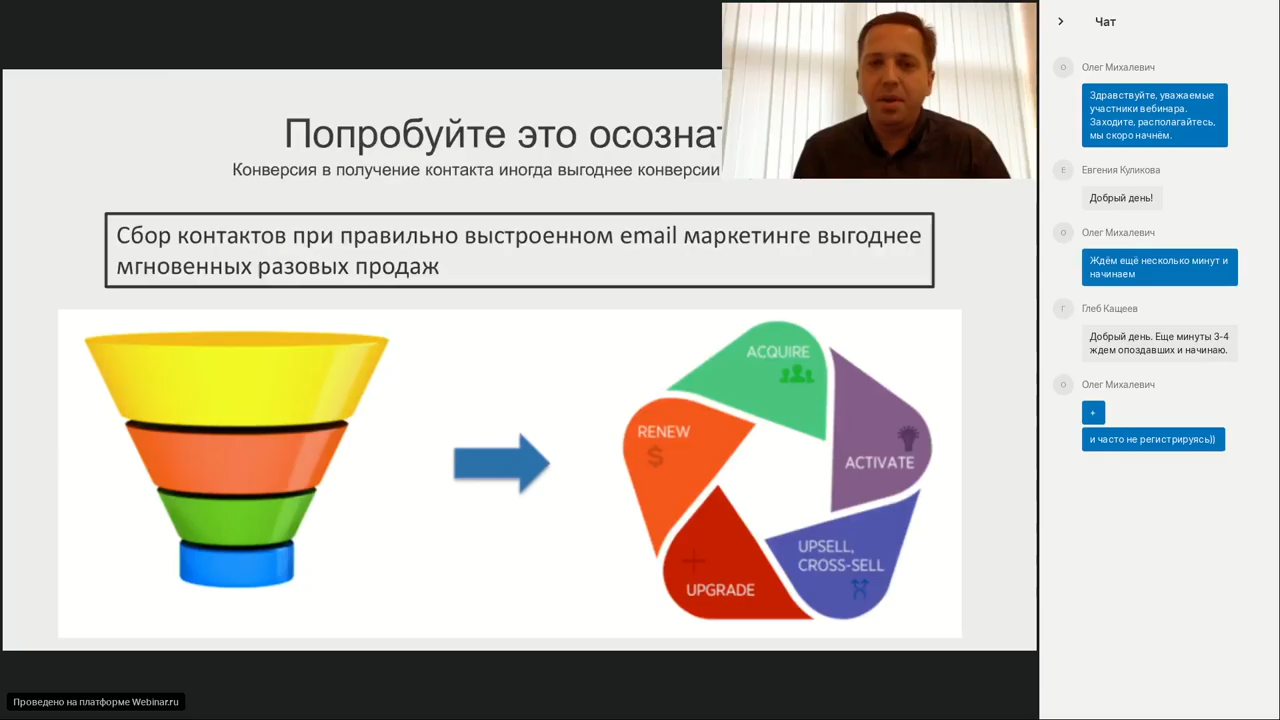 Попробуйте это осознат
Конверсия в получение контакта иногда выгоднее конверсии
Сбор контактов при правильно выстроенном email маркетинге выгоднее
мгновенных разовых продаж
ACQUIRE
RENEW
$
ACTIVATE
UPSELL,
CROSS-SELL
UPGRADE
Проведено на платформе Webinar.ru
Чат
О
Олег Михалевич
Здравствуйте, уважаемые
участники вебинара.
Заходите, располагайтесь,
мы скоро начнём.
Е
Евгения Куликова
Добрый день!
О
Олег Михалевич
Ждём ещё несколько минут и
начинаем
Г
Глеб Кащеев
Добрый день. Еще минуты 3-4
ждем опоздавших и начинаю.
О
Олег Михалевич
+
и часто не регистрируясь))